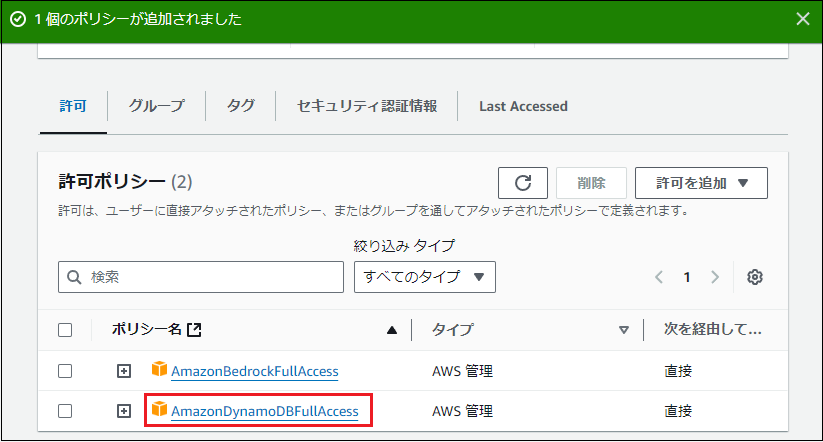 1 個のポリシーが追加されました
許可 グループ タグ セキュリティ認証情報 Last Accessed
許可ポリシー (2)
削除 許可を追加
許可は、ユーザーに直接アタッチされたポリシー、またはグループを通してアタッチされたポリシーで定義されます。
絞り込み タイプ
検索 すべてのタイプ 1
ポリシー名 タイプ 次を経由して...
AmazonBedrockFullAccess AWS 管理 直接
AmazonDynamoDBFullAccess AWS 管理 直接